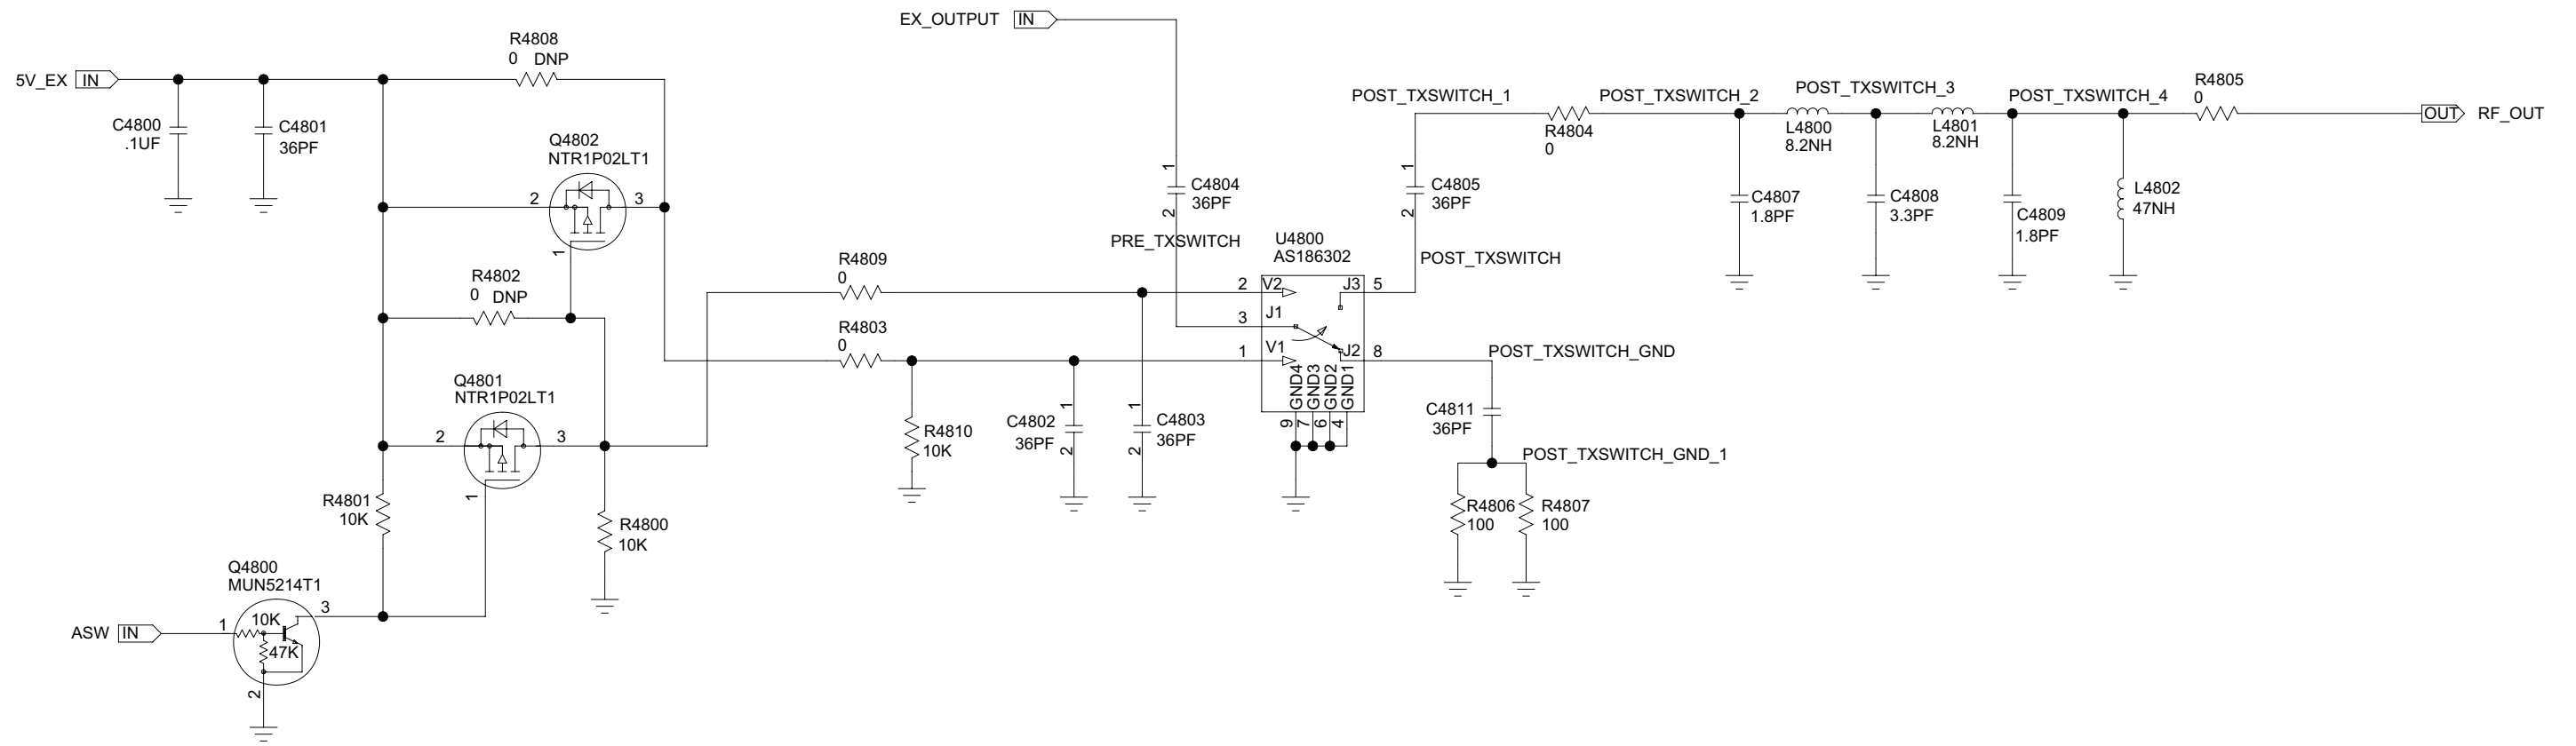 EX_OUTPUT IN
R4808
0 DNP
5V_EX IN
C4800
.1UF
C4801
36PF
Q4802
NTR1P02LT1
2
3
1
R4802
0 DNP
Q4801
NTR1P02LT1
2
3
1
R4801
10K
R4800
10K
Q4800
MUN5214T1
ASW IN
1
10K
47K
3
2
R4809
0
R4803
0
R4810
10K
1
C4802
36PF
2
1
C4803
36PF
2
1
C4804
36PF
2
PRE_TXSWITCH
U4800
AS186302
2
V2
J3
5
3
J1
1
V1
J2
8
GND4
GND3
GND2
GND1
9
7
6
4
POST_TXSWITCH_1
1
C4805
36PF
2
POST_TXSWITCH
POST_TXSWITCH_GND
C4811
36PF
POST_TXSWITCH_GND_1
R4806
100
R4807
100
R4804
0
POST_TXSWITCH_2
C4807
1.8PF
POST_TXSWITCH_3
L4800
8.2NH
C4808
3.3PF
L4801
8.2NH
POST_TXSWITCH_4
C4809
1.8PF
L4802
47NH
R4805
0
OUT RF_OUT